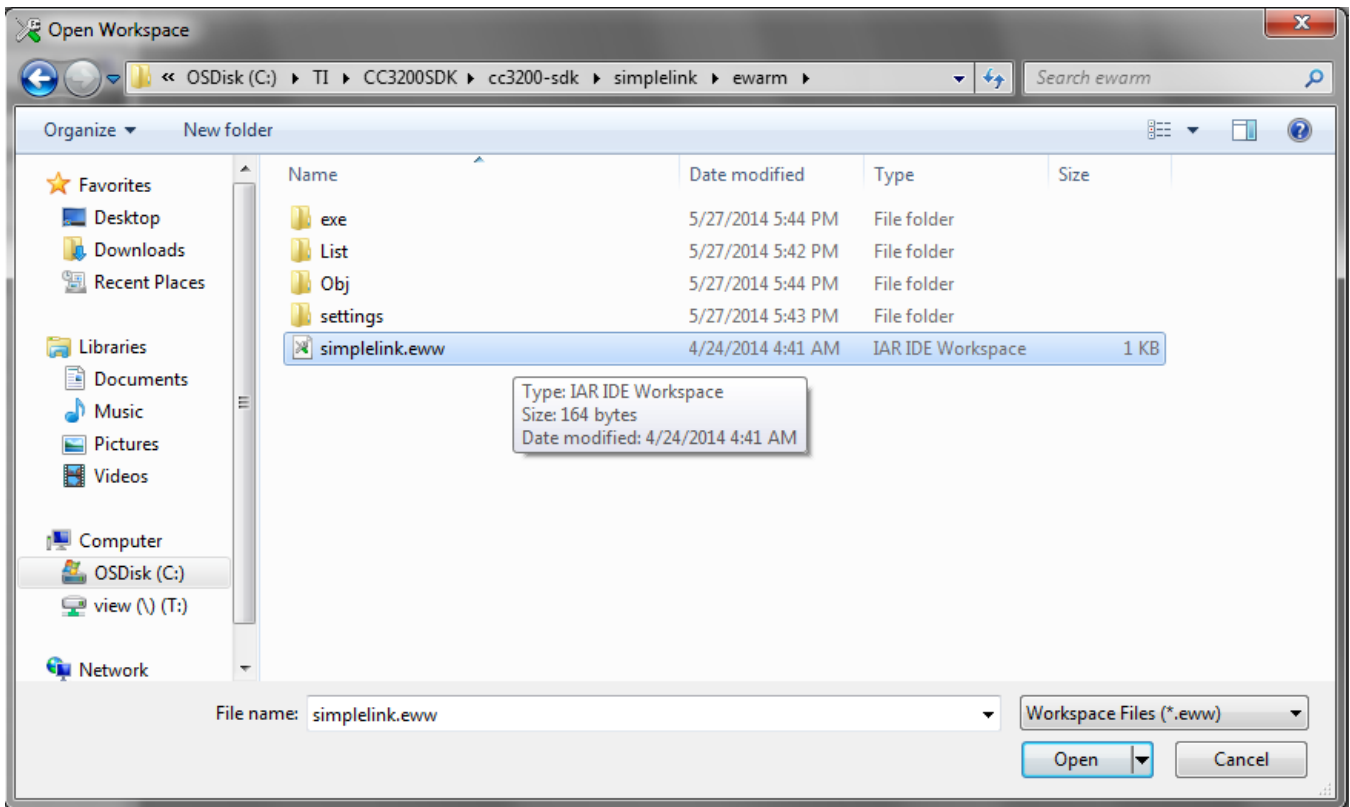 Open Workspace
« OSDisk (C:) ▸ TI ▸ CC3200SDK ▸ cc3200-sdk ▸ simplelink ▸ ewarm ▸ Search ewarm
Organize ▾ New folder
Name Date modified Type Size
Favorites
Desktop
Downloads
Recent Places
Libraries
Documents
Music
Pictures
Videos
Computer
OSDisk (C:)
view (\) (T:)
Network
exe 5/27/2014 5:44 PM File folder
List 5/27/2014 5:42 PM File folder
Obj 5/27/2014 5:44 PM File folder
settings 5/27/2014 5:43 PM File folder
simplelink.eww 4/24/2014 4:41 AM IAR IDE Workspace 1 KB
Type: IAR IDE Workspace
Size: 164 bytes
Date modified: 4/24/2014 4:41 AM
File name: simplelink.eww Workspace Files (*.eww)
Open Cancel